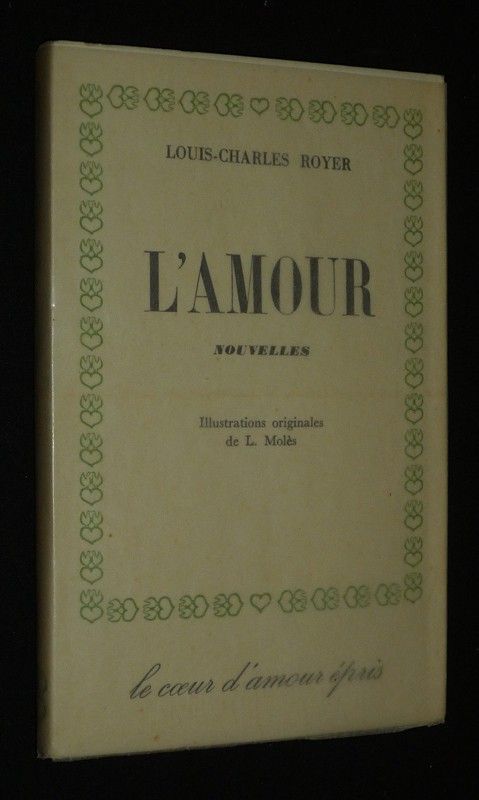 LOUIS-CHARLES ROYER
L'AMOUR
NOUVELLES
Illustrations originales
de L. Molès
le cœur d'amour épris